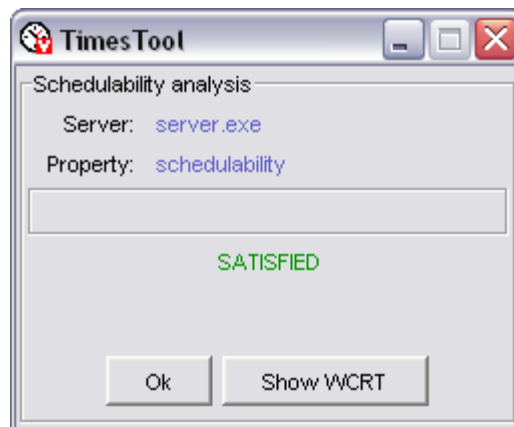 TimesTool
Schedulability analysis
Server: server.exe
Property: schedulability
SATISFIED
Ok Show WCRT